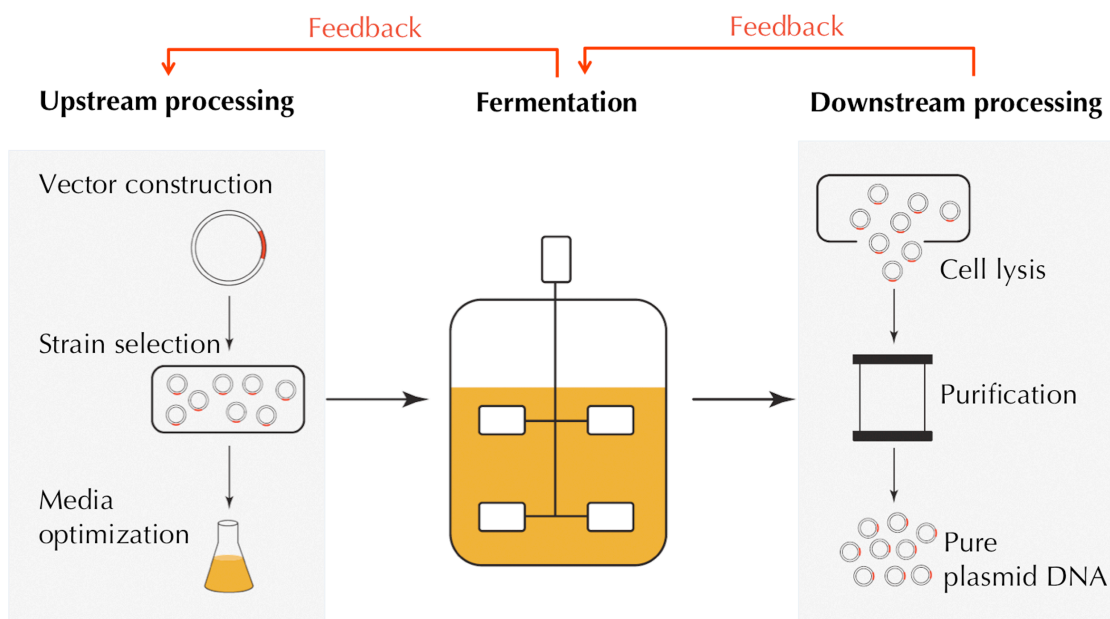 Feedback
Feedback
Upstream processing
Fermentation
Downstream processing
Vector construction
Strain selection
Media
optimization
Cell lysis
Purification
Pure
plasmid DNA